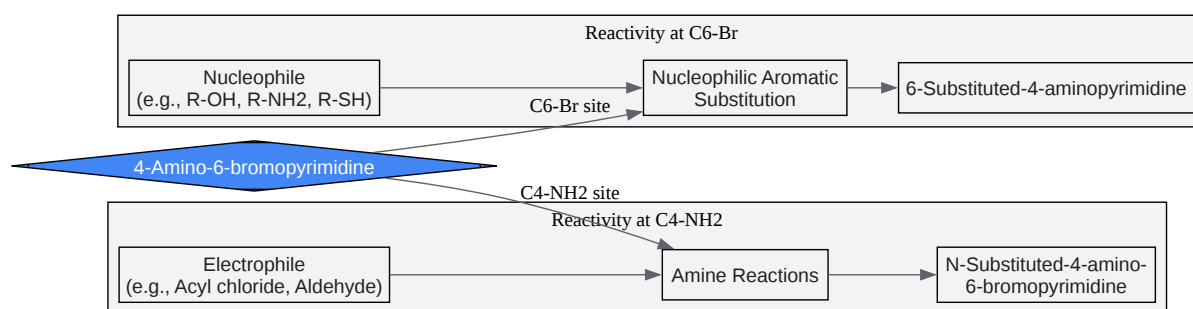 Reactivity at C6-Br
Nucleophile
(e.g., R-OH, R-NH2, R-SH)
Nucleophilic Aromatic
Substitution
6-Substituted-4-aminopyrimidine
C6-Br site
4-Amino-6-bromopyrimidine
C4-NH2 site
Reactivity at C4-NH2
Electrophile
(e.g., Acyl chloride, Aldehyde)
Amine Reactions
N-Substituted-4-amino-
6-bromopyrimidine